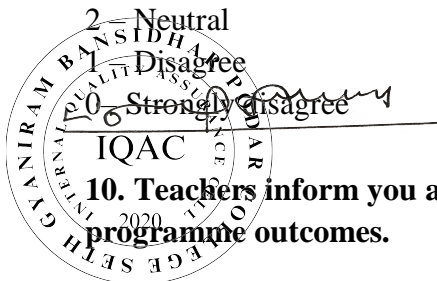 2 – Neutral
1 – Disagree
0– Strongly disagree
SETH GYANIRAM BANSIDHAR PODAR COLLEGE
INTERNAL QUALITY ASSURANCE CELL
IQAC
2020
10. Teachers inform you a
programme outcomes.